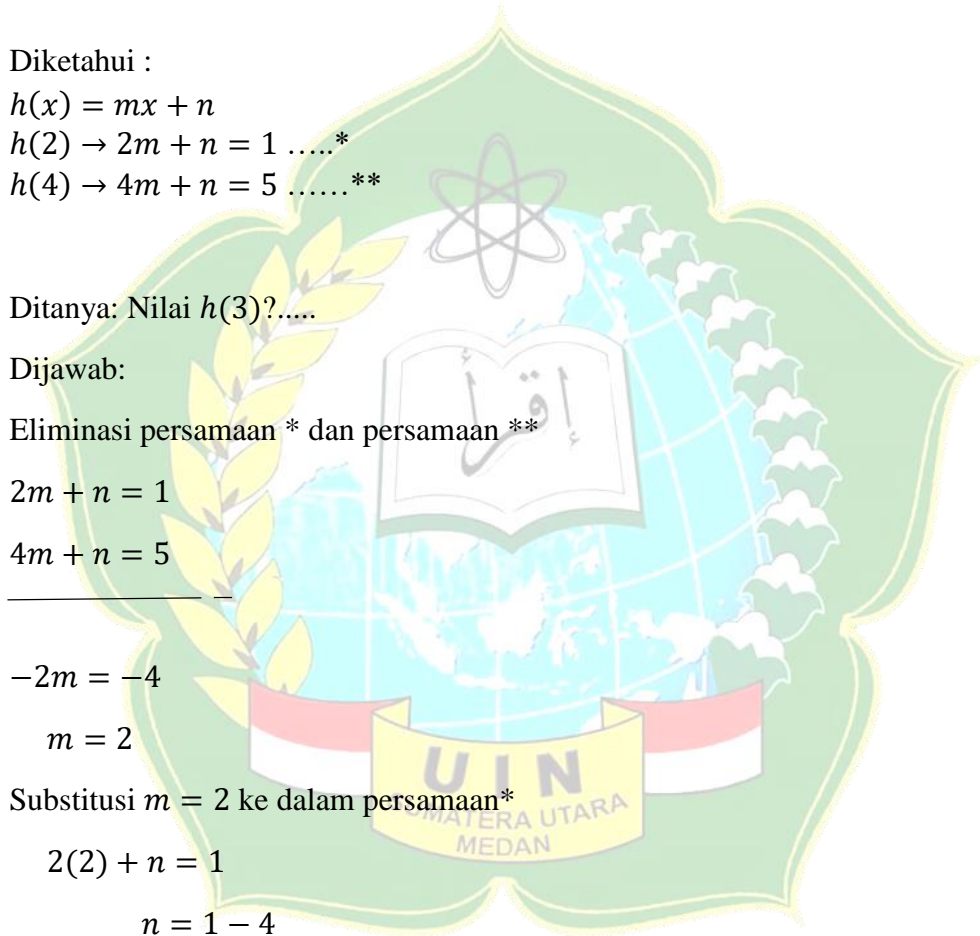 Diketahui :
ℎ(𝑥) = 𝑚𝑥 + 𝑛
ℎ(2) → 2𝑚 + 𝑛 = 1 …..*
ℎ(4) → 4𝑚 + 𝑛 = 5 ……**
Ditanya: Nilai ℎ(3)?.....
Dijawab:
Eliminasi persamaan * dan persamaan **
2𝑚 + 𝑛 = 1
4𝑚 + 𝑛 = 5
−
−2𝑚 = −4
𝑚 = 2
Substitusi 𝑚 = 2 ke dalam persamaan*
2(2) + 𝑛 = 1
𝑛 = 1 − 4
إقرأ
UIN
SUMATERA UTARA
MEDAN